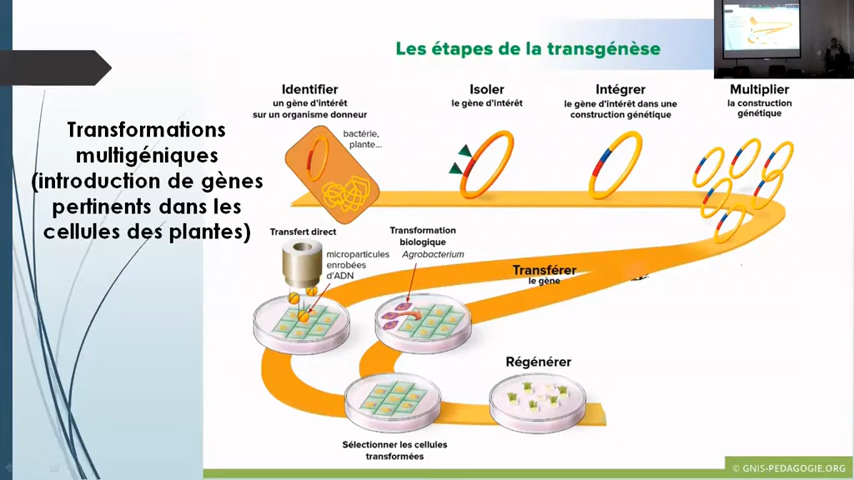 Les étapes de la transgénèse
Transformations
multigéniques
(introduction de gènes
pertinents dans les
cellules des plantes)
Identifier
un gène d'intérêt
sur un organisme donneur
bactérie,
plante...
Isoler
le gène d'intérêt
Intégrer
le gène d'intérêt dans une
construction génétique
Multiplier
la construction
génétique
Transfert direct
microparticules
enrobées
d'ADN
Transformation
biologique
Agrobacterium
Transférer
le gène
Sélectionner les cellules
transformées
Régénérer
© GNIS-PEDAGOGIE.ORG